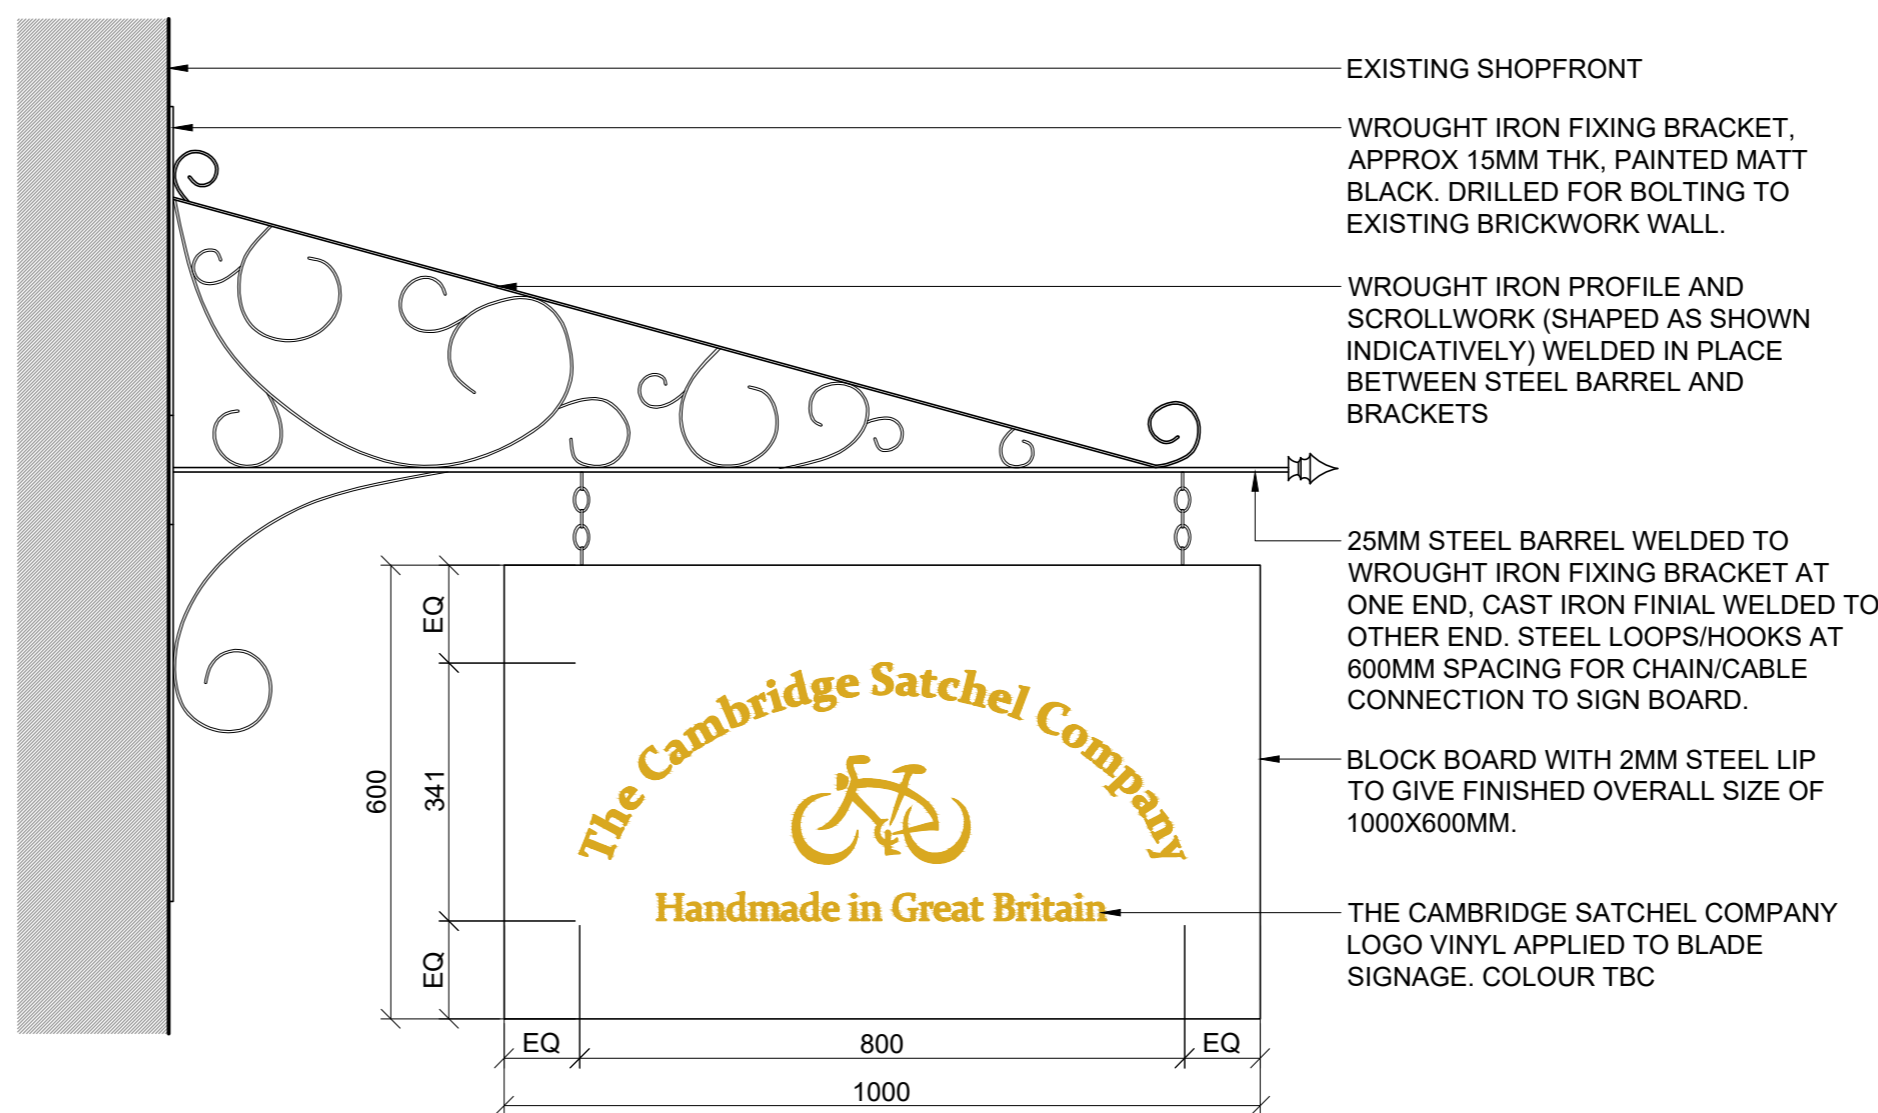 EXISTING SHOPFRONT
WROUGHT IRON FIXING BRACKET,
APPROX 15MM THK, PAINTED MATT
BLACK. DRILLED FOR BOLTING TO
EXISTING BRICKWORK WALL.
WROUGHT IRON PROFILE AND
SCROLLWORK (SHAPED AS SHOWN
INDICATIVELY) WELDED IN PLACE
BETWEEN STEEL BARREL AND
BRACKETS
25MM STEEL BARREL WELDED TO
WROUGHT IRON FIXING BRACKET AT
ONE END, CAST IRON FINIAL WELDED TO
OTHER END. STEEL LOOPS/HOOKS AT
600MM SPACING FOR CHAIN/CABLE
CONNECTION TO SIGN BOARD.
BLOCK BOARD WITH 2MM STEEL LIP
TO GIVE FINISHED OVERALL SIZE OF
1000X600MM.
THE CAMBRIDGE SATCHEL COMPANY
LOGO VINYL APPLIED TO BLADE
SIGNAGE. COLOUR TBC
The Cambridge Satchel Company
Handmade in Great Britain
EQ
600
341
EQ
EQ
800
EQ
1000